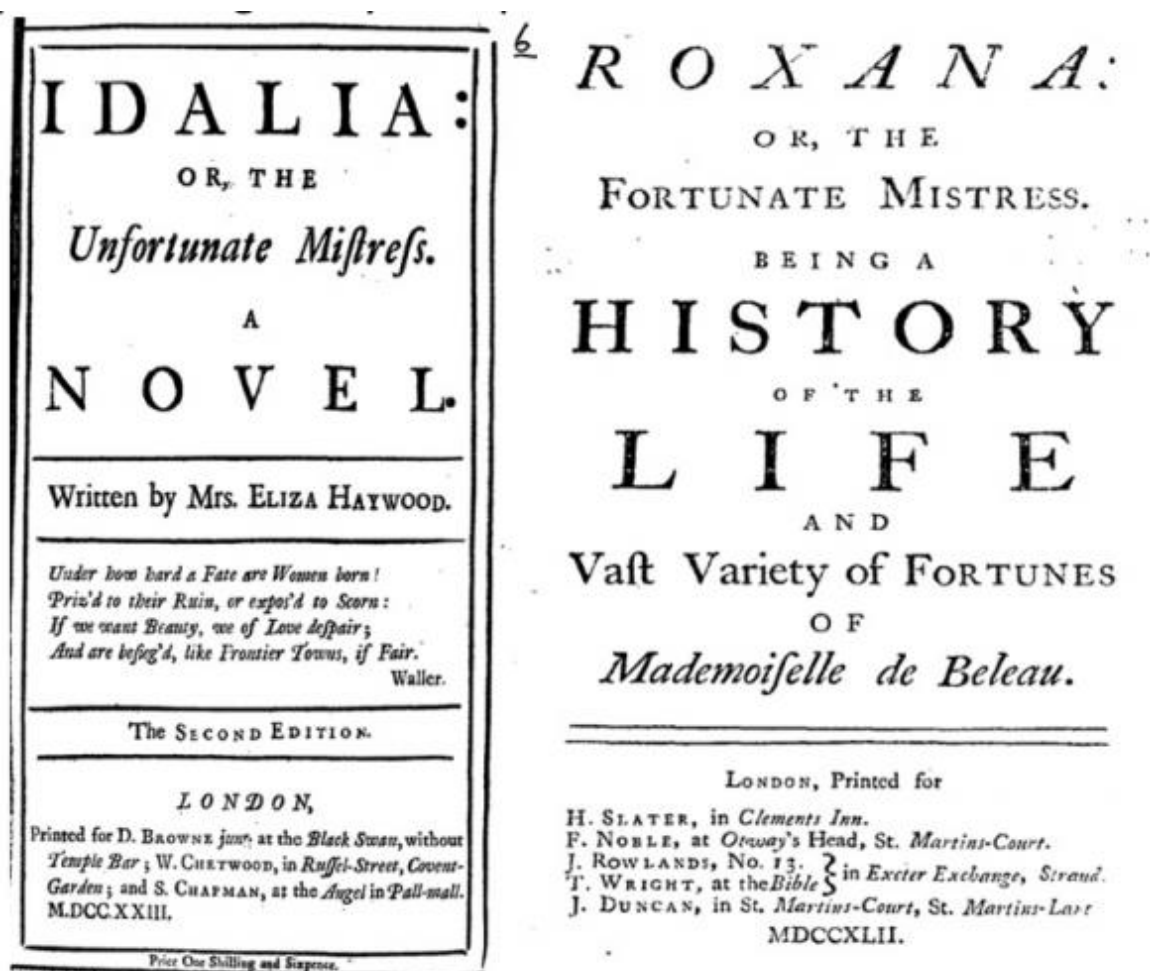 IDALIA:
OR, THE
Unfortunate Miſtreſs.
A
NOVEL.
Written by Mrs. ELIZA HAYWOOD.
Under how hard a Fate are Women born!
Priz'd to their Ruin, or expos'd to Scorn:
If we want Beauty, we of Love deſpair;
And are beſieg'd, like Frontier Towns, if Fair.
Waller.
The SECOND EDITION.
LONDON,
Printed for D. BROWNE junr. at the Black Swan, without
Temple Bar; W. CHETWOOD, in Ruſſel-Street, Covent-
Garden; and S. CHAPMAN, at the Angel in Pall-mall.
M.DCC.XXIII.
Price One Shilling and Sixpence.
6
ROXANA:
OR, THE
FORTUNATE MISTRESS.
BEING A
HISTORY
OF THE
LIFE
AND
Vaſt Variety of FORTUNES
OF
Mademoiſelle de Beleau.
LONDON, Printed for
H. SLATER, in Clements Inn.
F. NOBLE, at Otway's Head, St. Martins-Court.
J. ROWLANDS, No. 13.
T. WRIGHT, at the Bible } in Exeter Exchange, Strand.
J. DUNCAN, in St. Martins-Court, St. Martins-Lane
MDCCXLII.